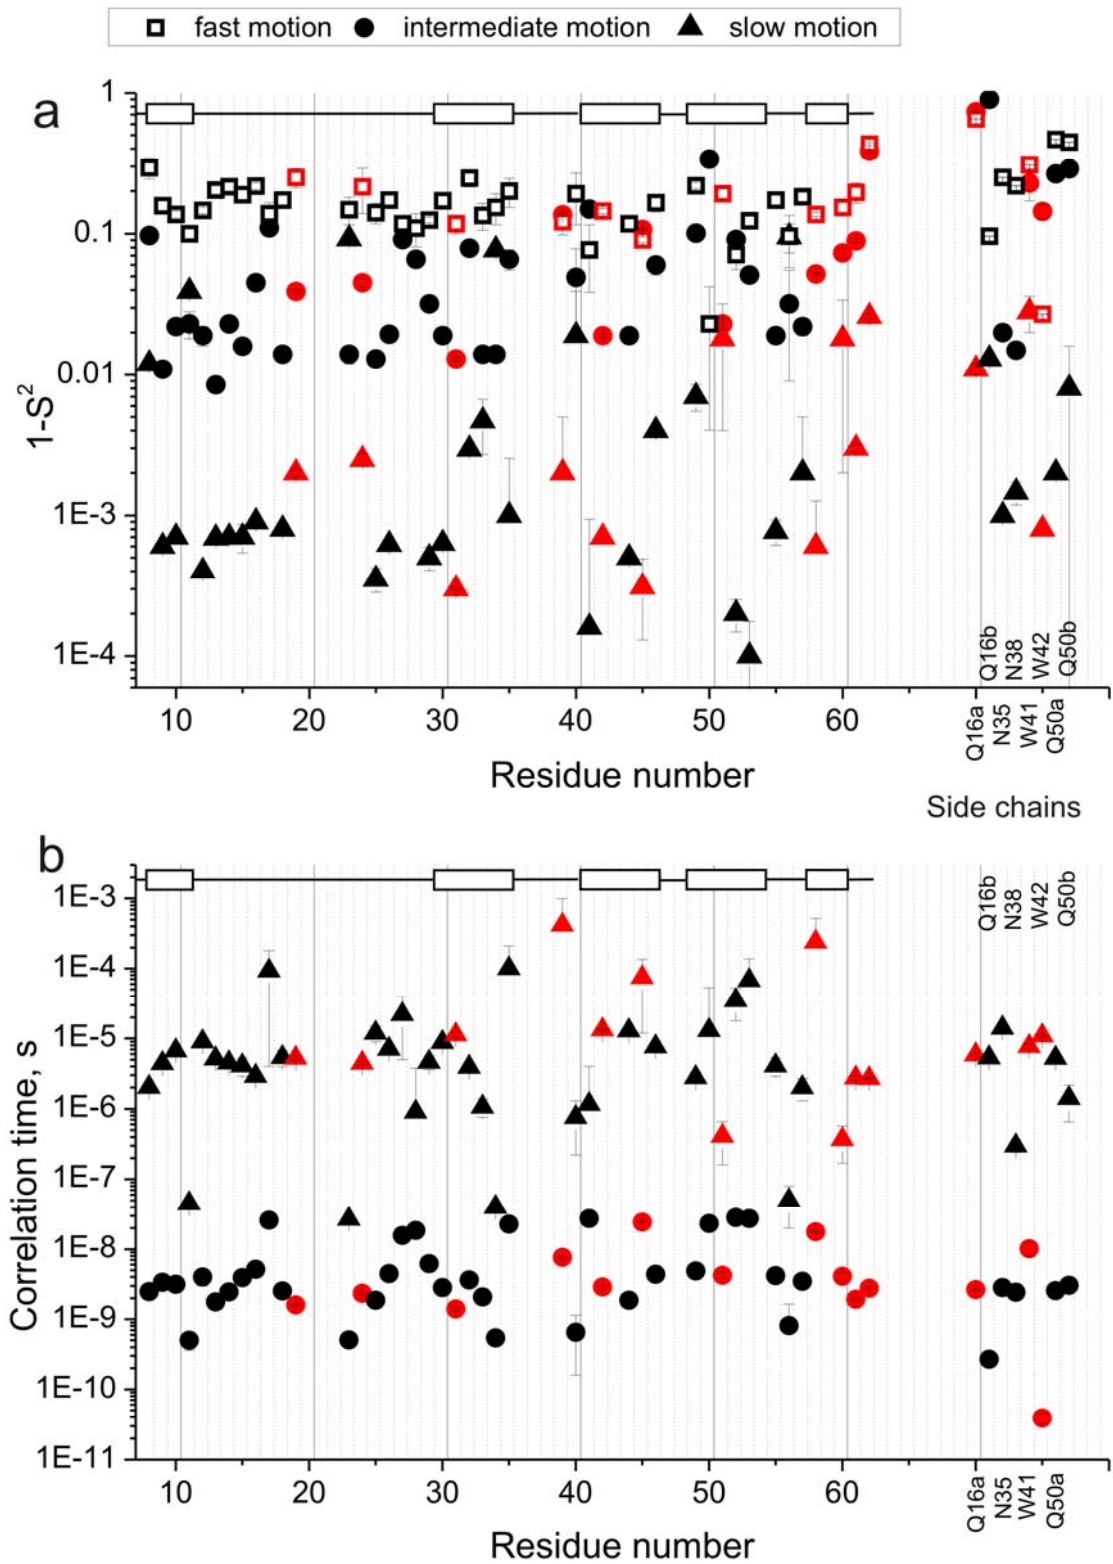 fast motion intermediate motion slow motion
a
1
0.1
0.01
1E-3
1E-4
1-S²
10 20 30 40 50 60
Residue number
Q16b
N38
W42
Q50b
Q16a
N35
W41
Q50a
Side chains
b
1E-3
1E-4
1E-5
1E-6
1E-7
1E-8
1E-9
1E-10
1E-11
Correlation time, s
Q16b
N38
W42
Q50b
10 20 30 40 50 60
Residue number
Q16a
N35
W41
Q50a